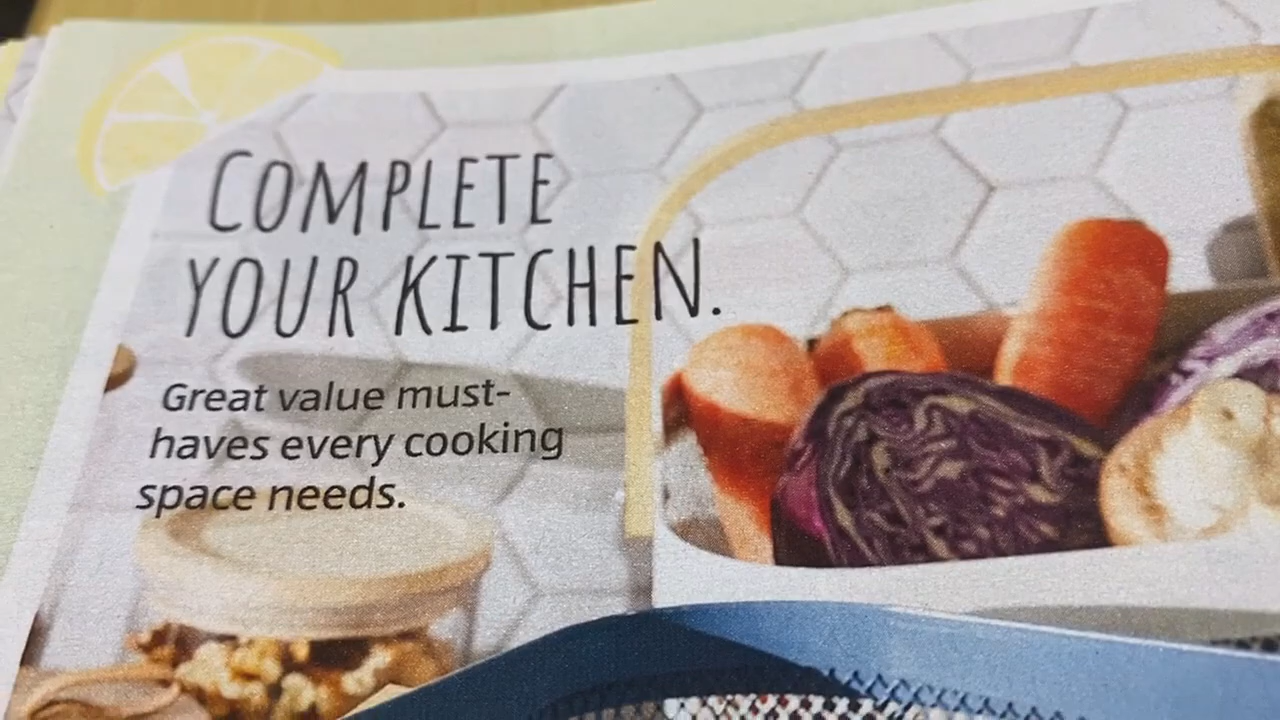 COMPLETE
YOUR KITCHEN.
Great value must-
haves every cooking
space needs.